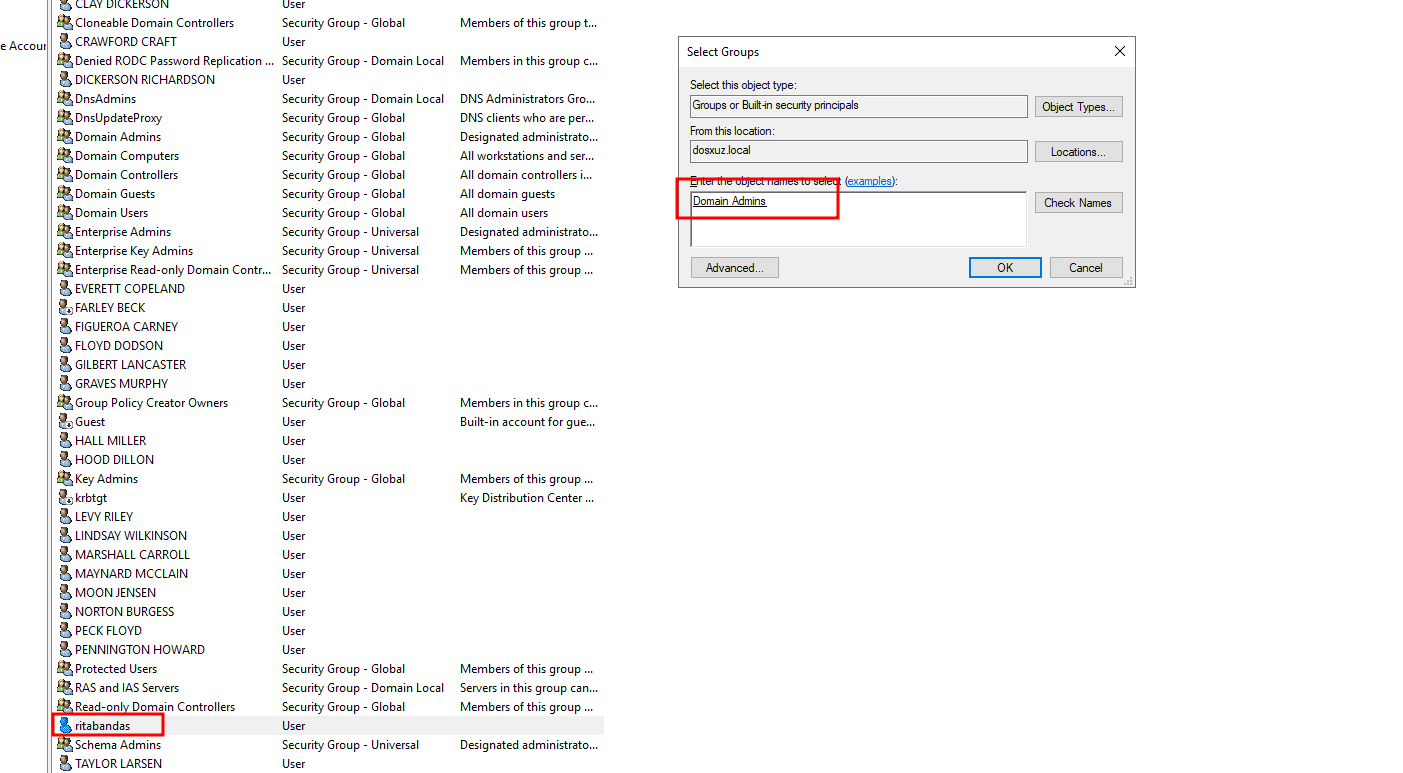 CLAY DICKERSON User
Cloneable Domain Controllers Security Group - Global Members of this group t...
e Accour
CRAWFORD CRAFT User
Denied RODC Password Replication ... Security Group - Domain Local Members in this group c...
DICKERSON RICHARDSON User
DnsAdmins Security Group - Domain Local DNS Administrators Gro...
DnsUpdateProxy Security Group - Global DNS clients who are per...
Domain Admins Security Group - Global Designated administrato...
Domain Computers Security Group - Global All workstations and ser...
Domain Controllers Security Group - Global All domain controllers i...
Domain Guests Security Group - Global All domain guests
Domain Users Security Group - Global All domain users
Enterprise Admins Security Group - Universal Designated administrato...
Enterprise Key Admins Security Group - Universal Members of this group ...
Enterprise Read-only Domain Contr... Security Group - Universal Members of this group ...
EVERETT COPELAND User
FARLEY BECK User
FIGUEROA CARNEY User
FLOYD DODSON User
GILBERT LANCASTER User
GRAVES MURPHY User
Group Policy Creator Owners Security Group - Global Members in this group c...
Guest User Built-in account for gue...
HALL MILLER User
HOOD DILLON User
Key Admins Security Group - Global Members of this group ...
krbtgt User Key Distribution Center ...
LEVY RILEY User
LINDSAY WILKINSON User
MARSHALL CARROLL User
MAYNARD MCCLAIN User
MOON JENSEN User
NORTON BURGESS User
PECK FLOYD User
PENNINGTON HOWARD User
Protected Users Security Group - Global Members of this group ...
RAS and IAS Servers Security Group - Domain Local Servers in this group can...
Read-only Domain Controllers Security Group - Global Members of this group ...
ritabandas User
Schema Admins Security Group - Universal Designated administrato...
TAYLOR LARSEN User
Select Groups
Select this object type:
Groups or Built-in security principals Object Types...
From this location:
dosxuz.local Locations...
Enter the object names to select (examples):
Domain Admins Check Names
Advanced... OK Cancel